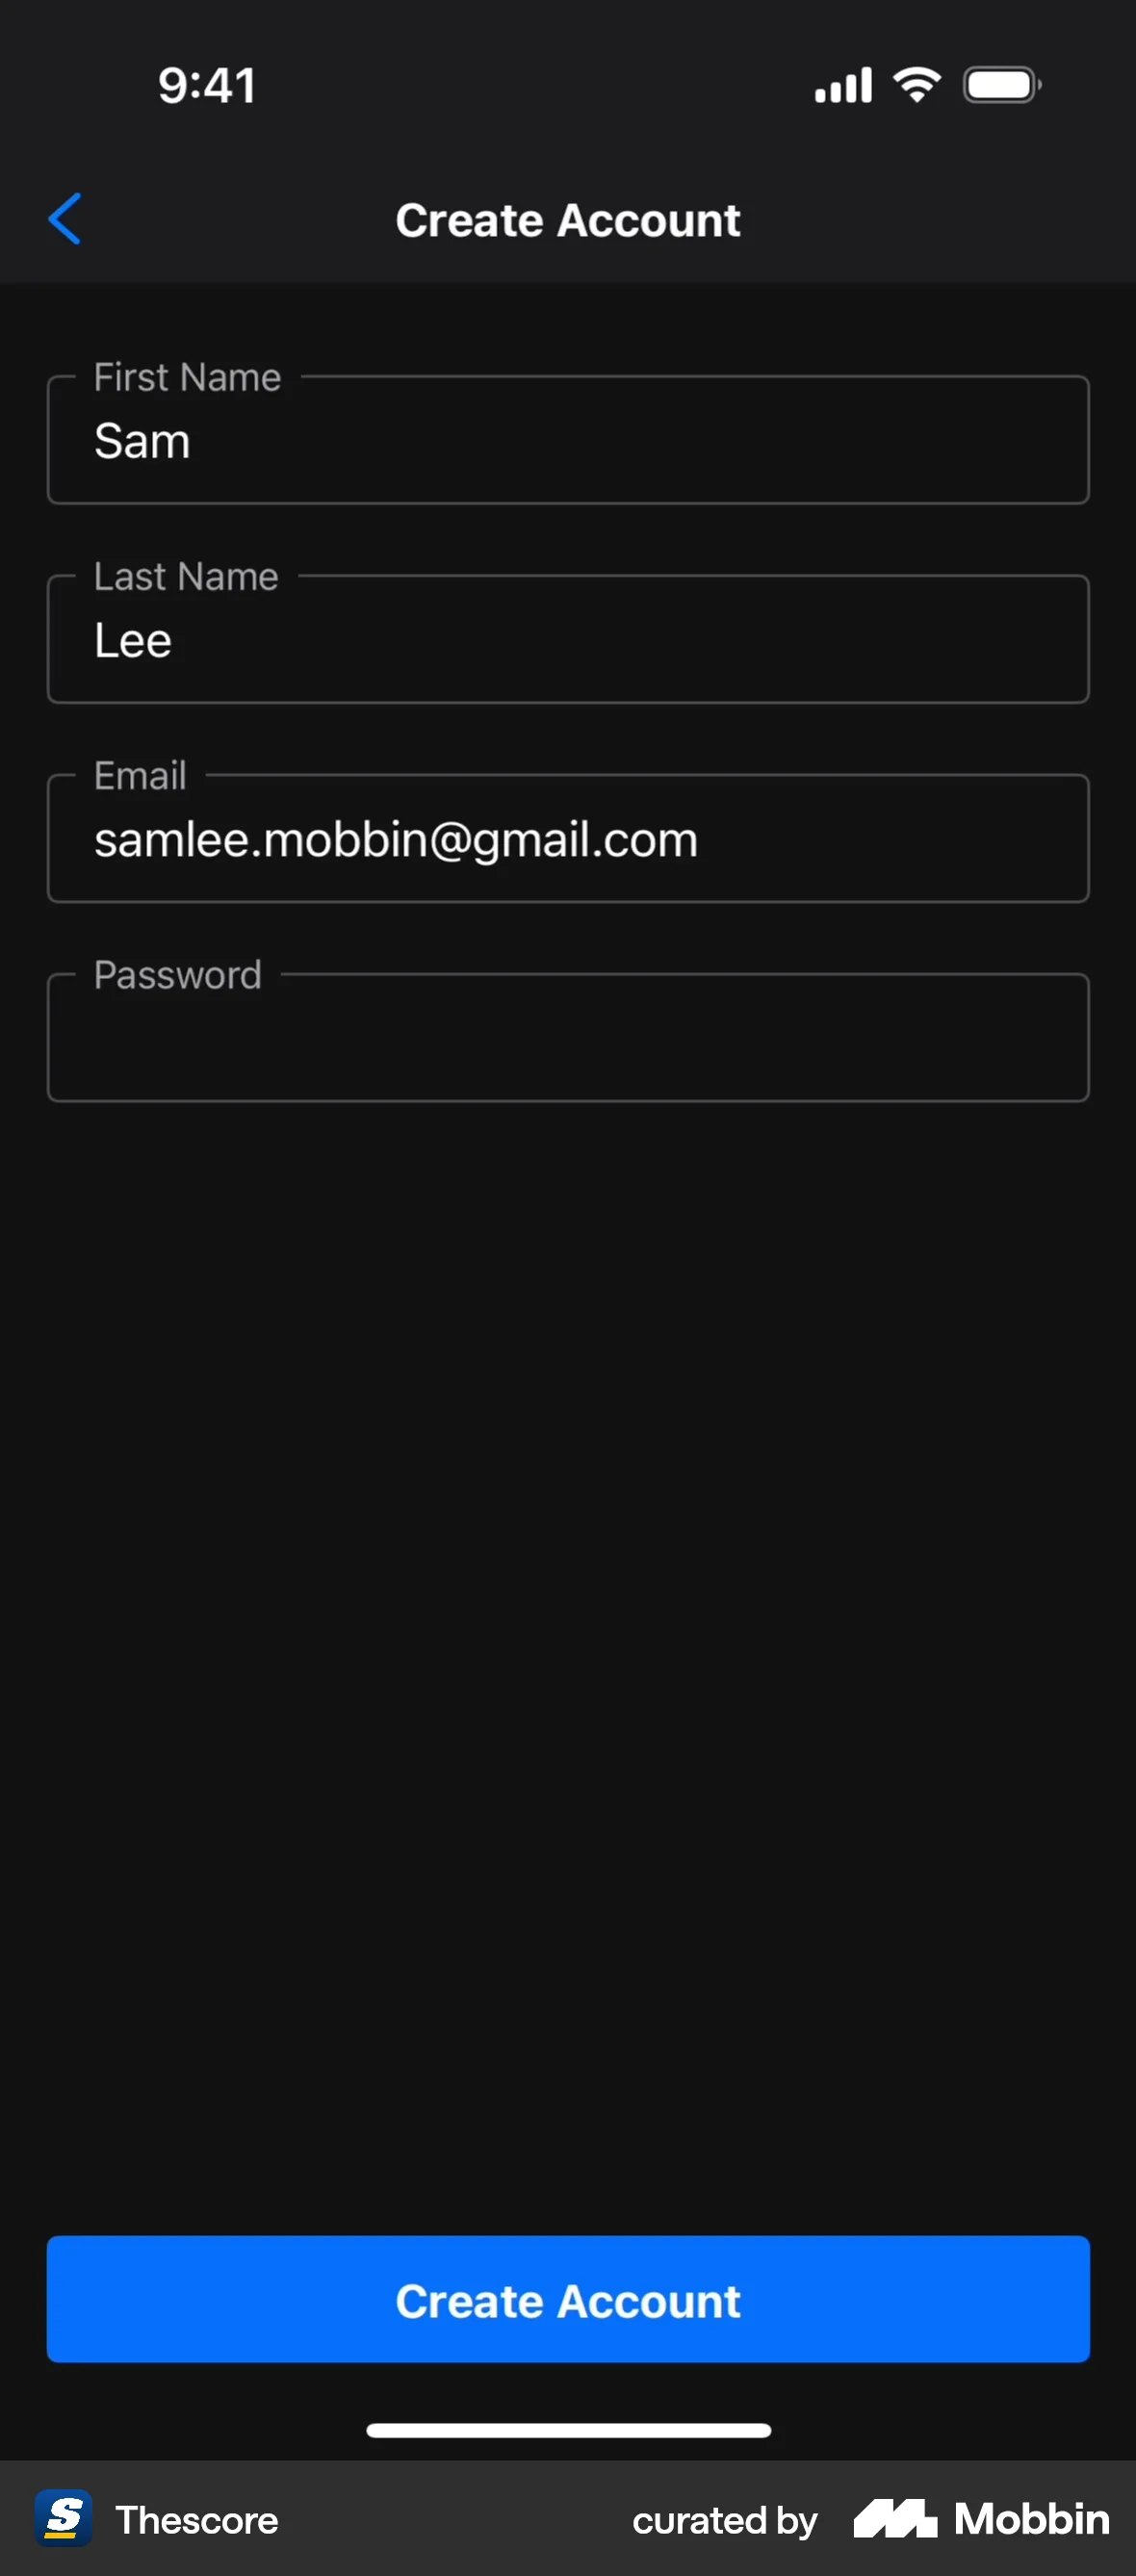 9:41
Create Account
First Name
Sam
Last Name
Lee
Email
samlee.mobbin@gmail.com
Password
Create Account
S Thescore
curated by Mobbin